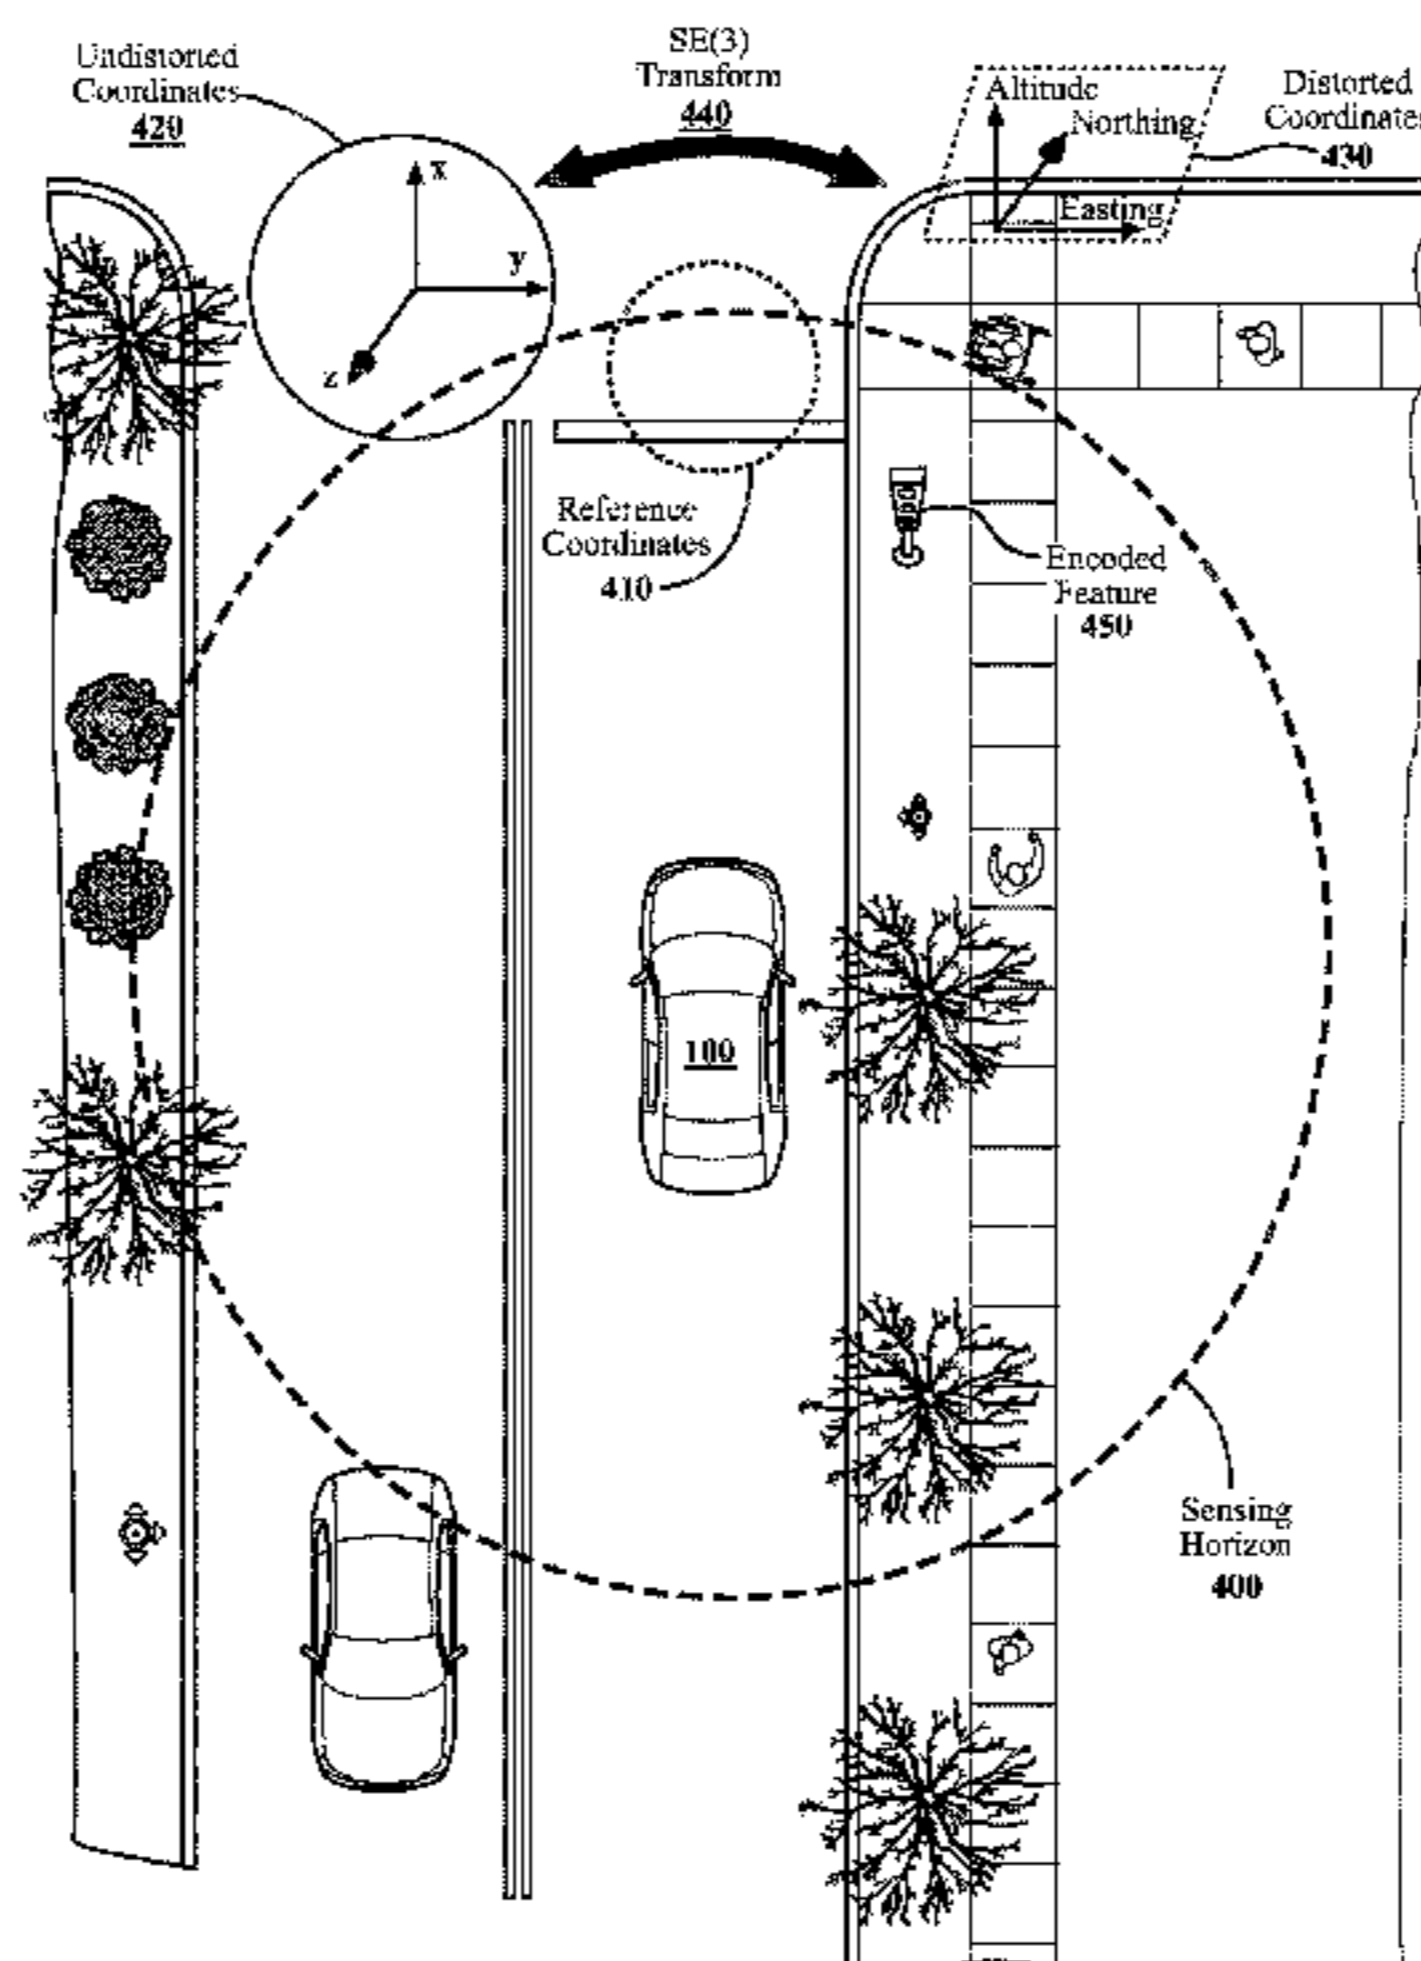 Undistorted
Coordinates
420
SE(3)
Transform
440
Altitude
Northing
Easting
Distorted
Coordinates
430
x
y
z
Reference
Coordinates
410
Encoded
Feature
450
100
Sensing
Horizon
400